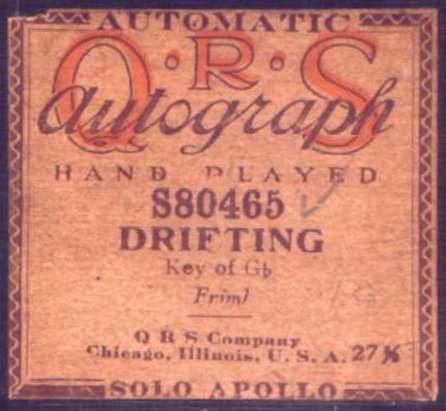 AUTOMATIC
Q·R·S
Autograph
HAND PLAYED
S80465
DRIFTING
Key of G♭
Friml
Q R S Company
Chicago, Illinois, U. S. A.
SOLO APOLLO